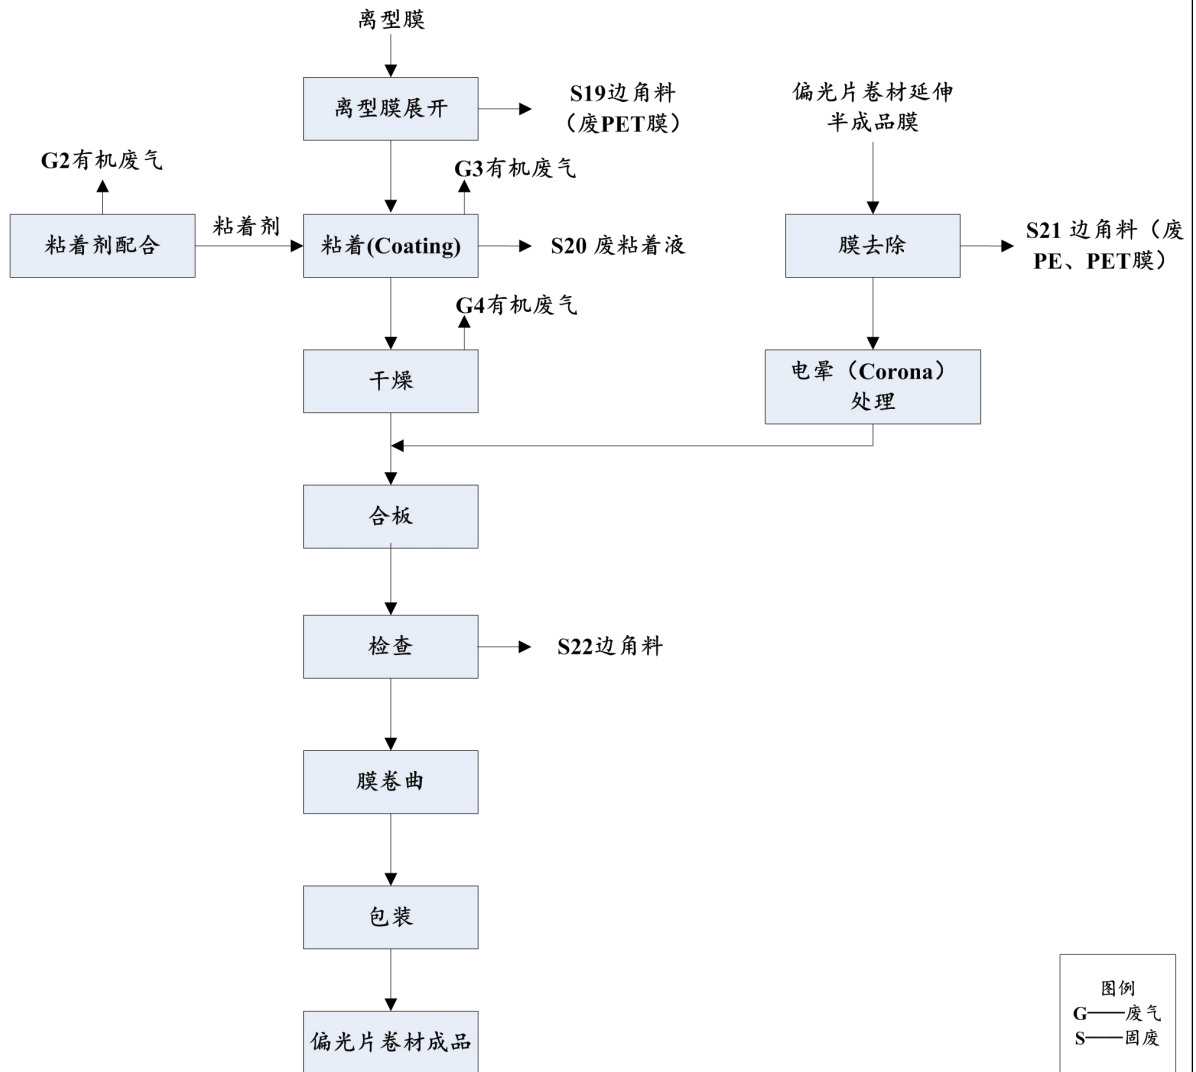 离型膜
离型膜展开
S19边角料
（废PET膜）
偏光片卷材延伸
半成品膜
G2有机废气
G3有机废气
粘着剂配合
粘着剂
粘着(Coating)
S20 废粘着液
膜去除
S21 边角料（废
PE、PET膜）
G4有机废气
干燥
电晕（Corona）
处理
合板
检查
S22边角料
膜卷曲
包装
偏光片卷材成品
图例
G——废气
S——固废